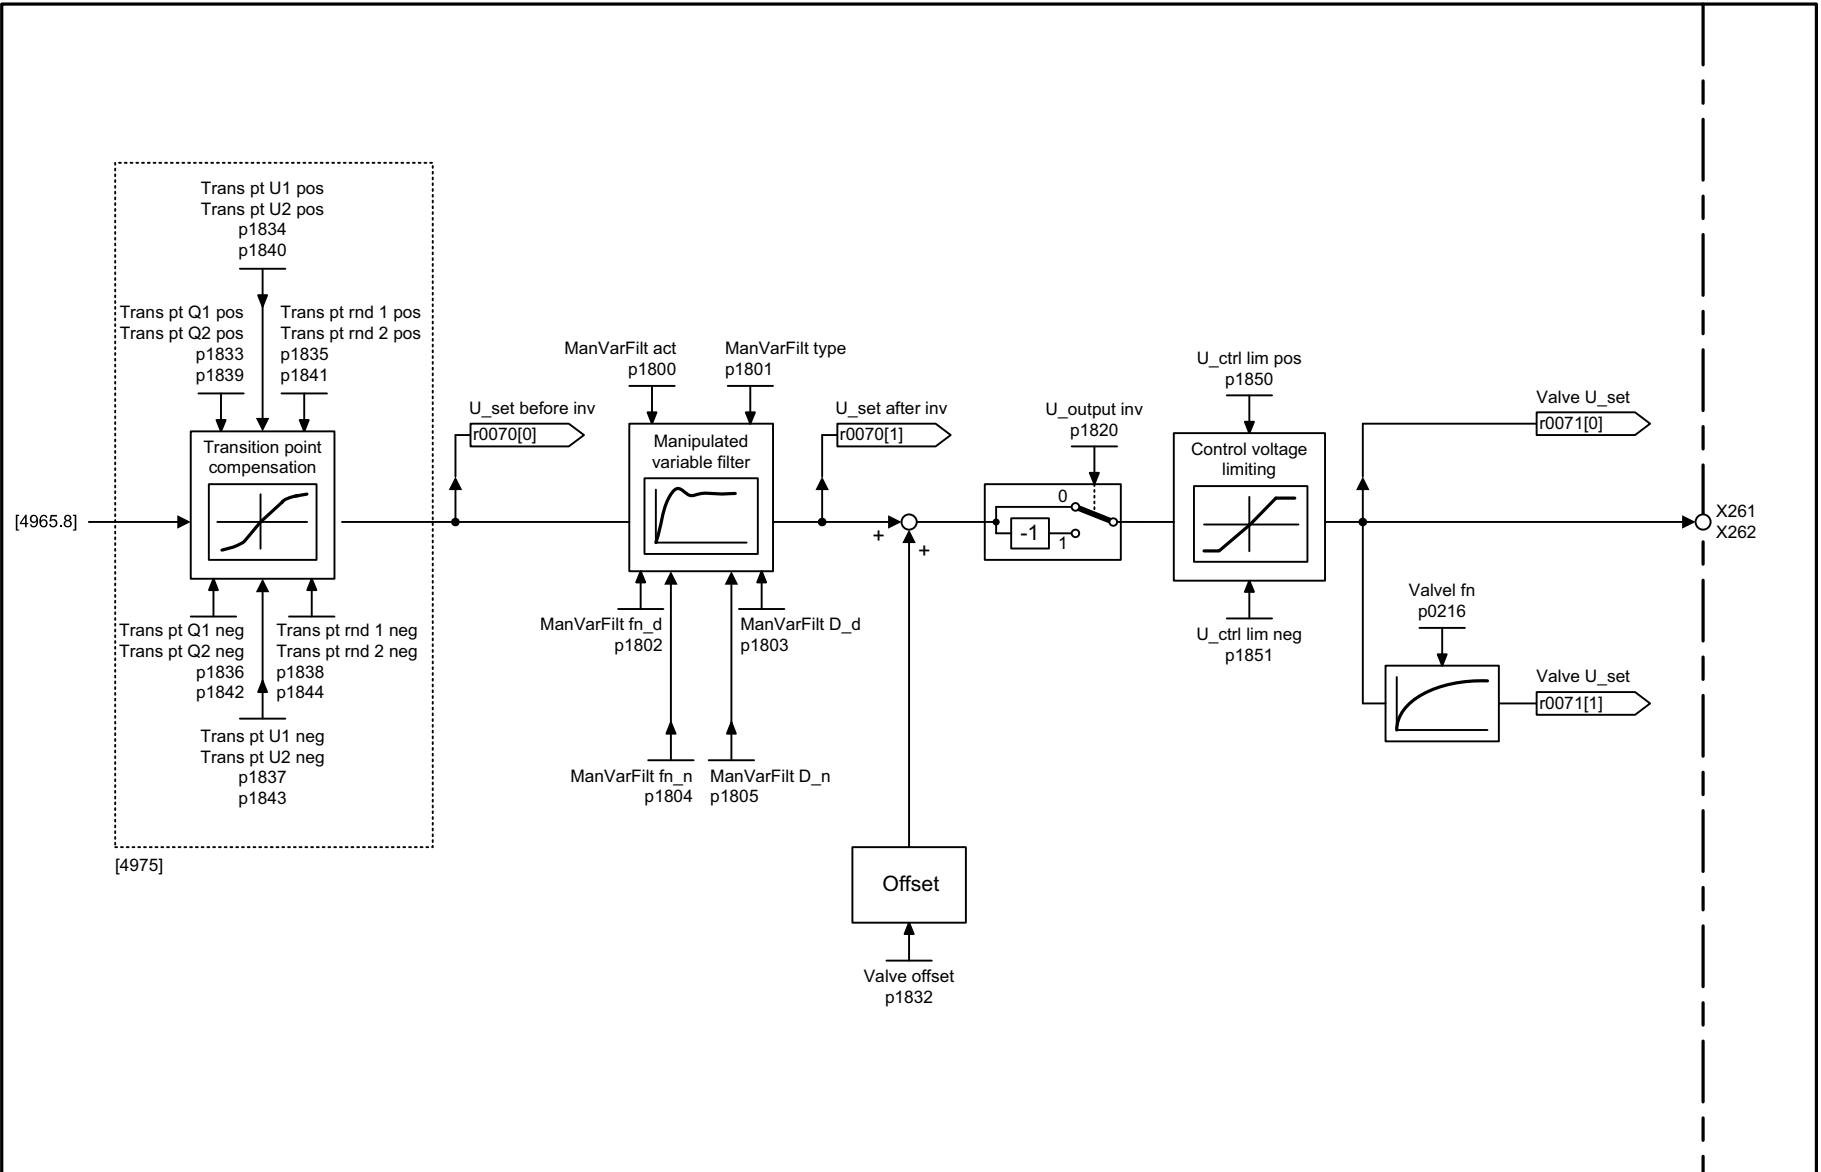 Trans pt U1 pos
Trans pt U2 pos
p1834
p1840
Trans pt Q1 pos
Trans pt Q2 pos
p1833
p1839
Trans pt rnd 1 pos
Trans pt rnd 2 pos
p1835
p1841
Transition point
compensation
[4965.8]
Trans pt Q1 neg
Trans pt Q2 neg
p1836
p1842
Trans pt rnd 1 neg
Trans pt rnd 2 neg
p1838
p1844
Trans pt U1 neg
Trans pt U2 neg
p1837
p1843
[4975]
U_set before inv
r0070[0]
ManVarFilt act
p1800
ManVarFilt type
p1801
Manipulated
variable filter
ManVarFilt fn_d
p1802
ManVarFilt D_d
p1803
ManVarFilt fn_n
p1804
ManVarFilt D_n
p1805
U_set after inv
r0070[1]
+
+
Offset
Valve offset
p1832
U_output inv
p1820
0
-1
1
U_ctrl lim pos
p1850
Control voltage
limiting
U_ctrl lim neg
p1851
Valve U_set
r0071[0]
X261
X262
Valvel fn
p0216
Valve U_set
r0071[1]